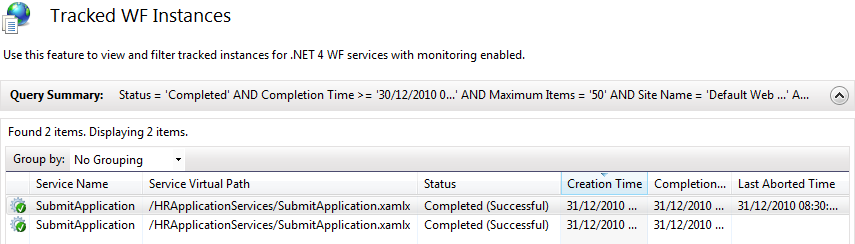 Tracked WF Instances
Use this feature to view and filter tracked instances for .NET 4 WF services with monitoring enabled.
Query Summary: Status = 'Completed' AND Completion Time >= '30/12/2010 0...' AND Maximum Items = '50' AND Site Name = 'Default Web ...' A...
Found 2 items. Displaying 2 items.
Group by: No Grouping
Service Name Service Virtual Path Status Creation Time Completion... Last Aborted Time
SubmitApplication /HRApplicationServices/SubmitApplication.xamlx Completed (Successful) 31/12/2010 ... 31/12/2010 ... 31/12/2010 08:30:...
SubmitApplication /HRApplicationServices/SubmitApplication.xamlx Completed (Successful) 31/12/2010 ... 31/12/2010 ...